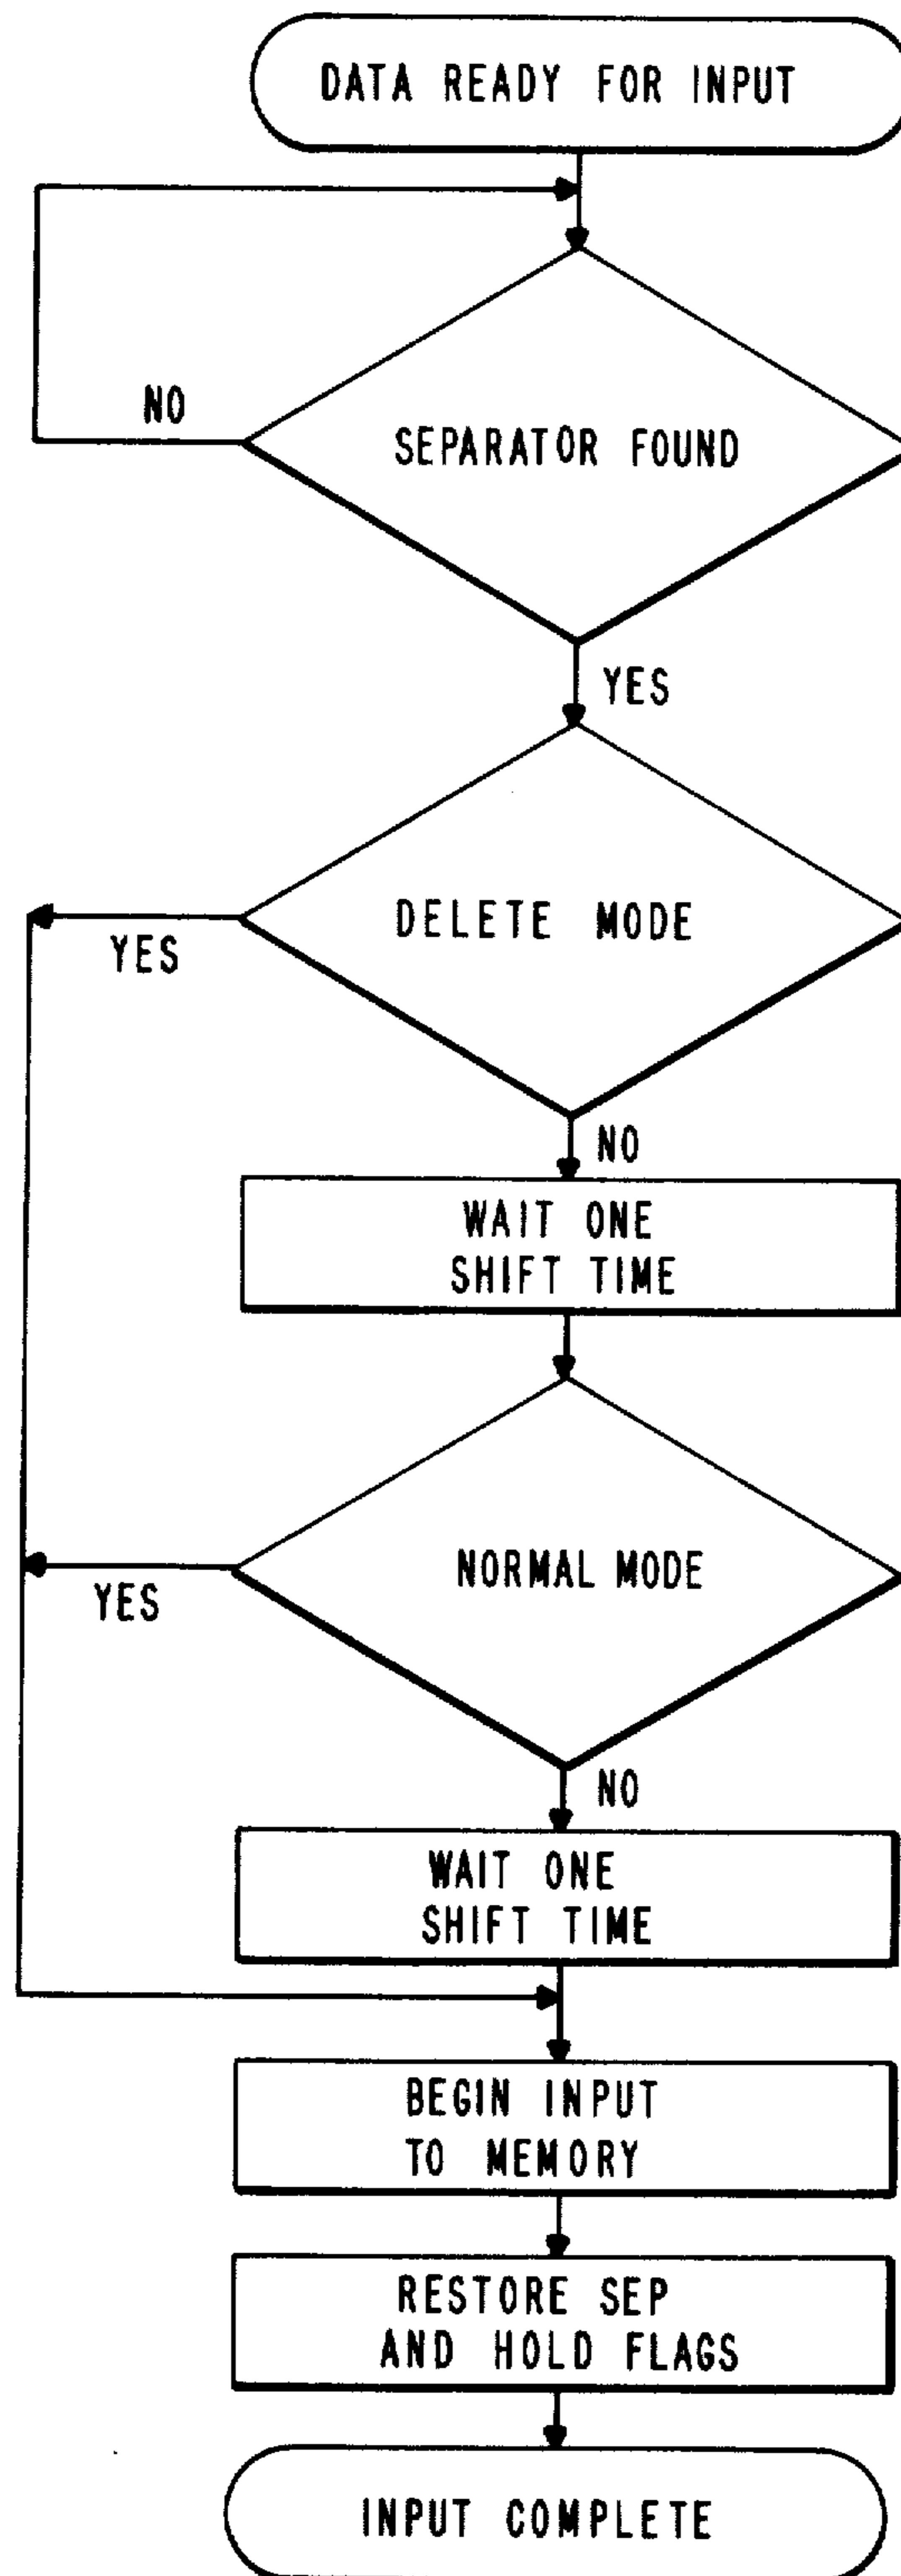 DATA READY FOR INPUT
NO
SEPARATOR FOUND
YES
DELETE MODE
YES
NO
WAIT ONE
SHIFT TIME
NORMAL MODE
YES
NO
WAIT ONE
SHIFT TIME
BEGIN INPUT
TO MEMORY
RESTORE SEP
AND HOLD FLAGS
INPUT COMPLETE